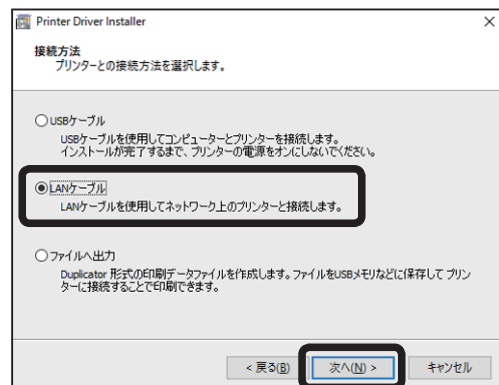 Printer Driver Installer
接続方法
プリンターとの接続方法を選択します。
USBケーブル
USBケーブルを使用してコンピューターとプリンターを接続します。
インストールが完了するまで、プリンターの電源をオンにしないでください。
LANケーブル
LANケーブルを使用してネットワーク上のプリンターと接続します。
ファイルへ出力
Duplicator 形式の印刷データファイルを作成します。ファイルをUSBメモリなどに保存して プリン
ターに接続することで印刷できます。
< 戻る(B) 次へ(N) > キャンセル